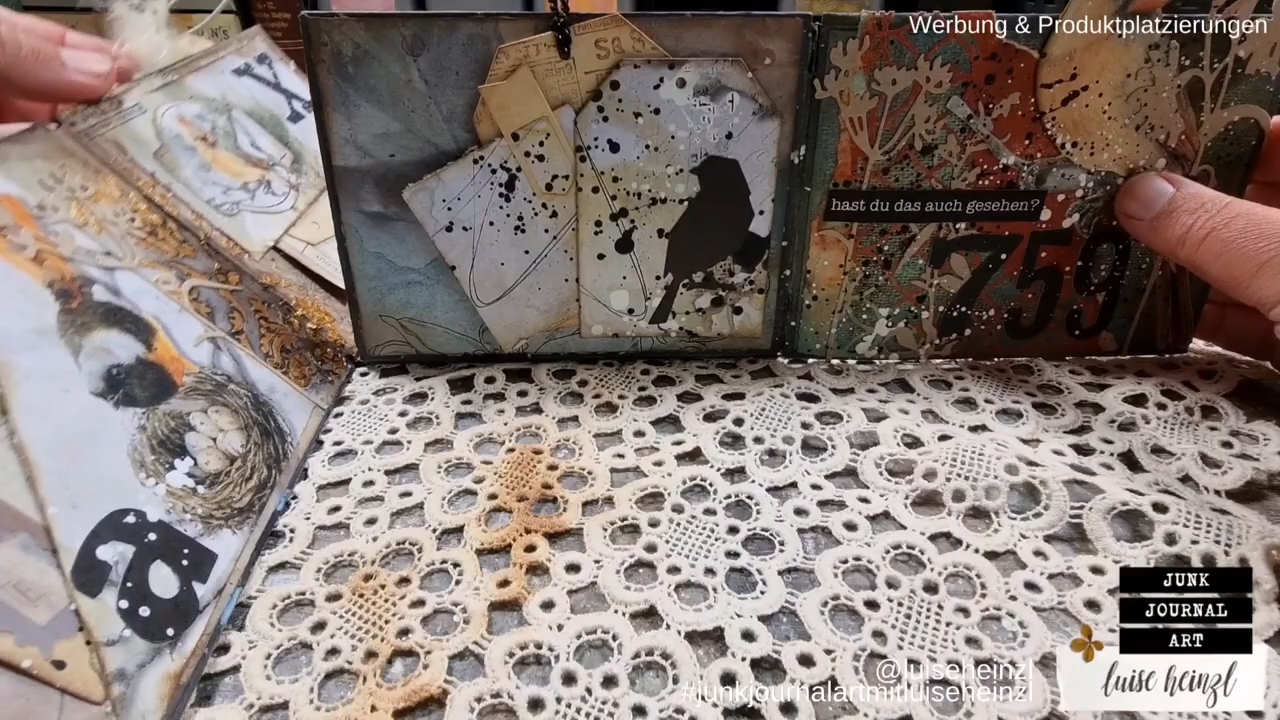 Werbung & Produktplatzierungen
X
hast du das auch gesehen?
759
a
JUNK
JOURNAL
ART
@luiseheinzl
#junkjournalartmitluiseheinzl
luise heinzl